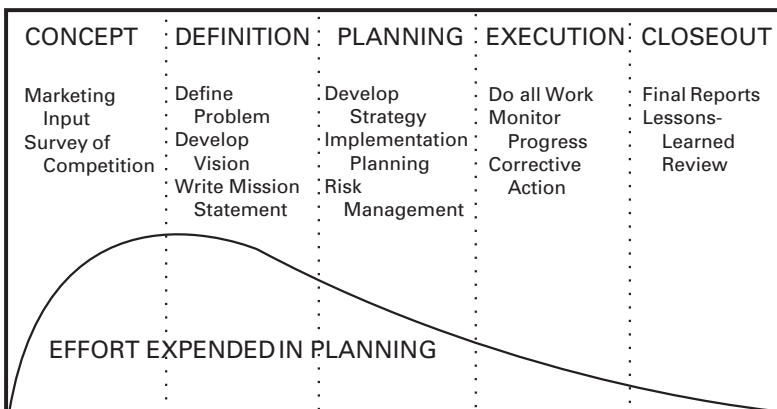 CONCEPT
DEFINITION
PLANNING
EXECUTION
CLOSEOUT
Marketing
Input
Survey of
Competition
Define
Problem
Develop
Vision
Write Mission
Statement
Develop
Strategy
Implementation
Planning
Risk
Management
Do all Work
Monitor
Progress
Corrective
Action
Final Reports
Lessons-
Learned
Review
EFFORT EXPENDED IN PLANNING